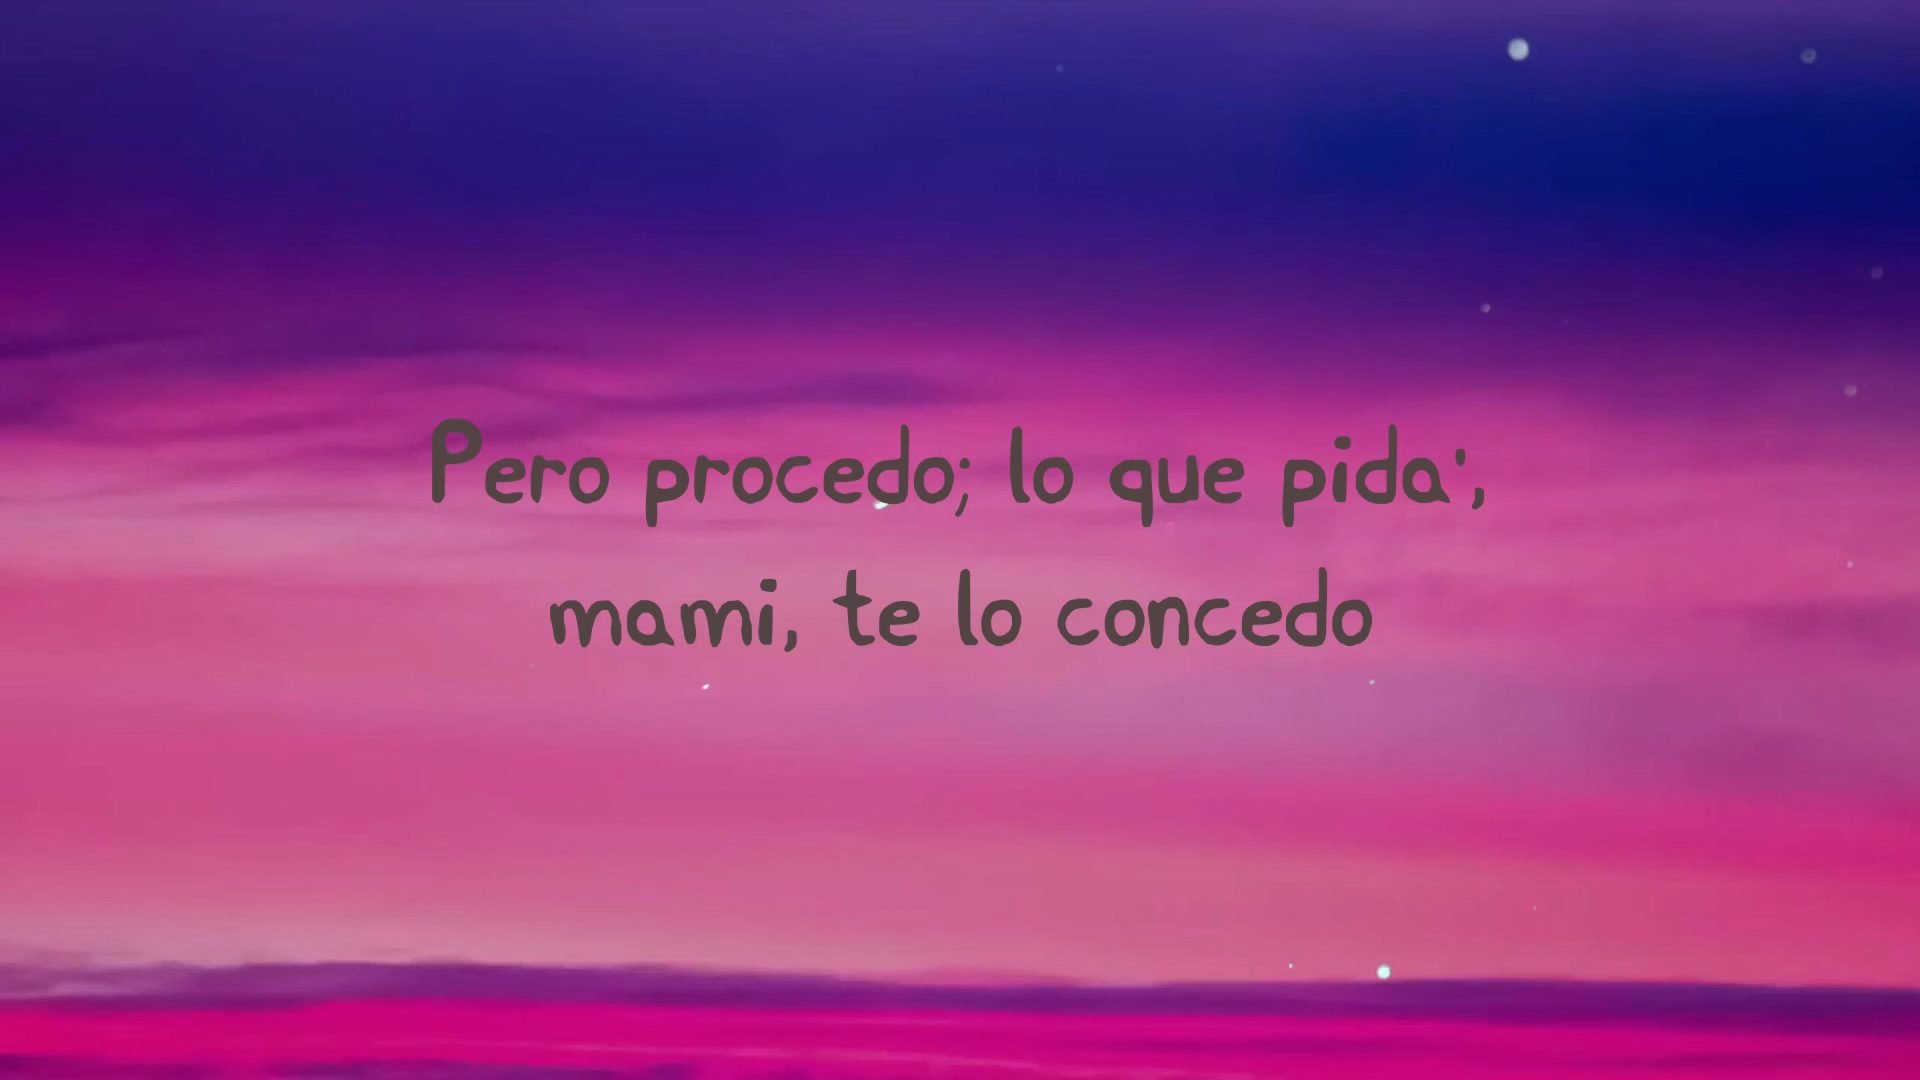 Pero procedo; lo que pida',
mami, te lo concedo